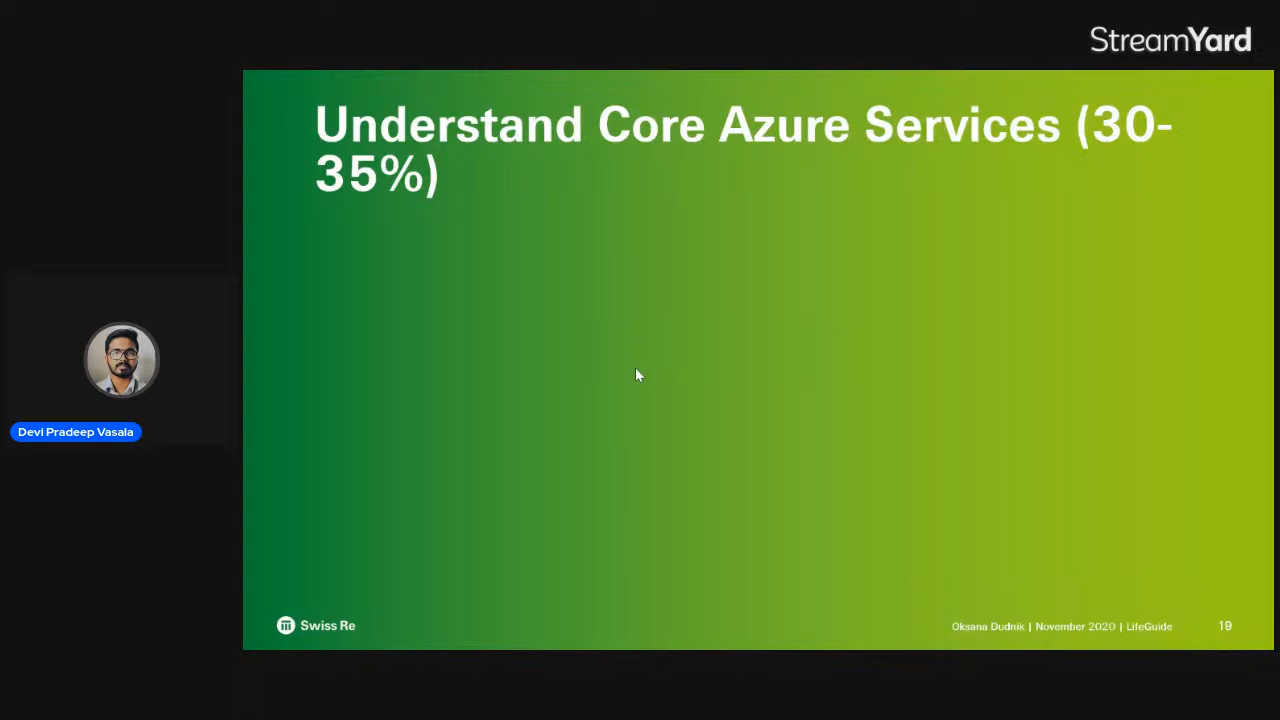 StreamYard
Understand Core Azure Services (30-
35%)
Devi Pradeep Vasala
Swiss Re
Oksana Dudnik | November 2020 | LifeGuide
19